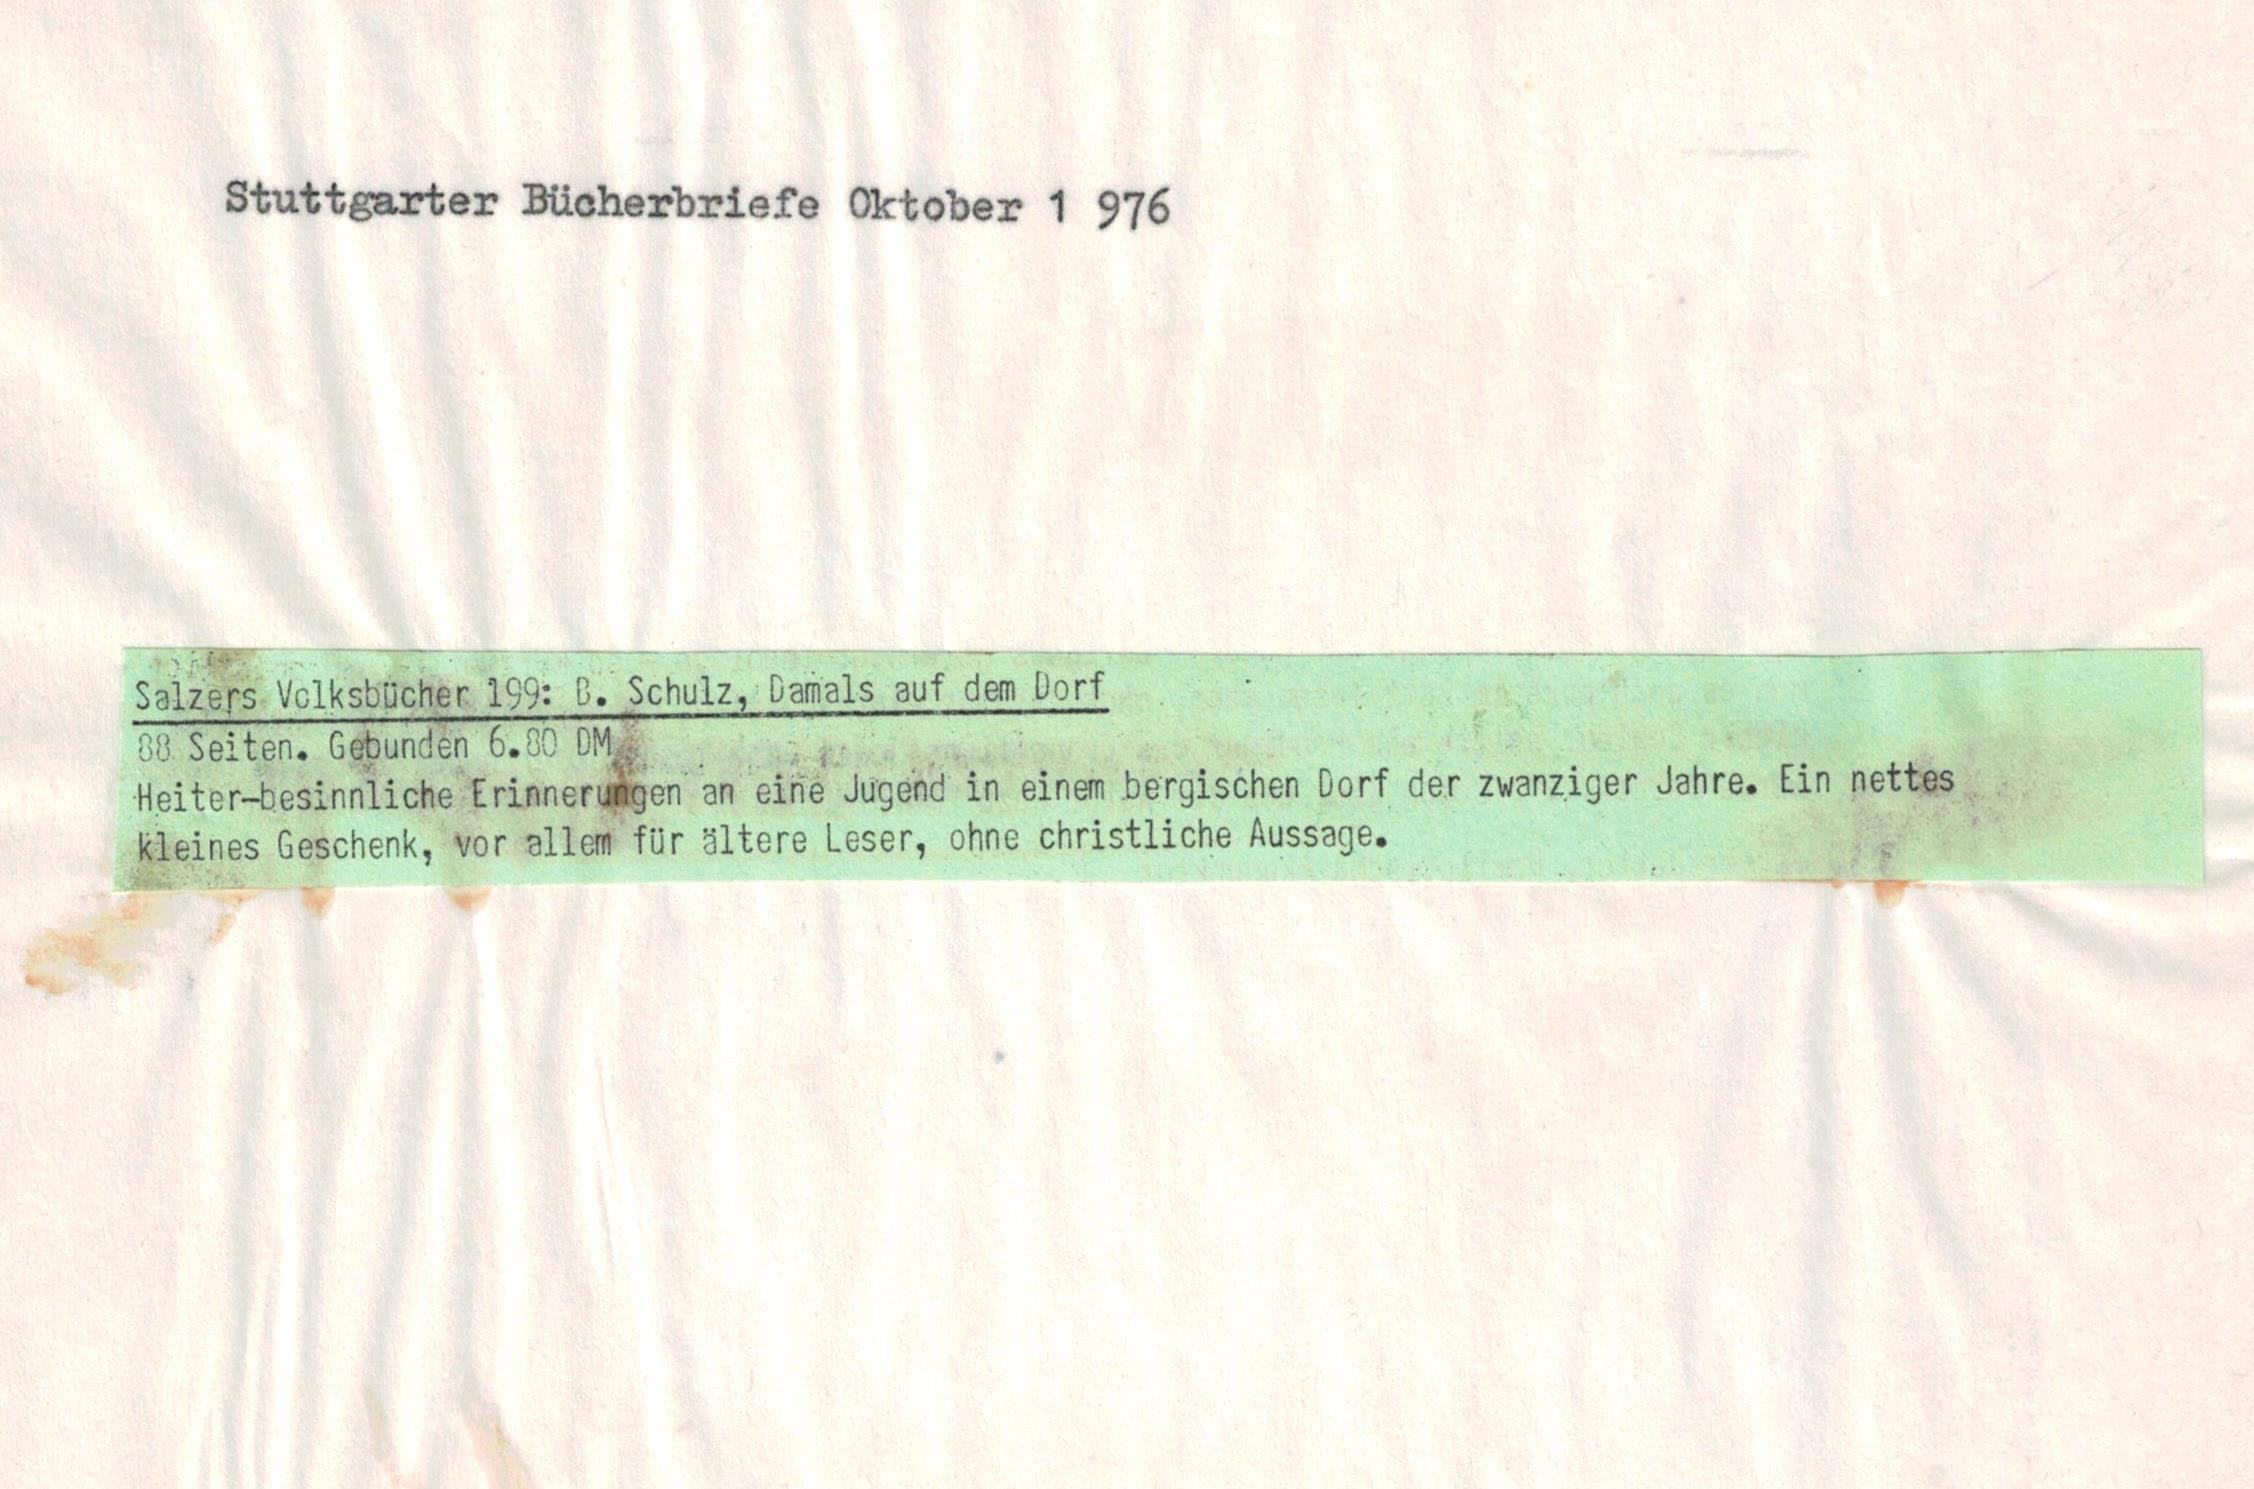 Stuttgarter Bücherbriefe Oktober 1 976
Salzers Volksbücher 199: B. Schulz, Damals auf dem Dorf
88 Seiten. Gebunden 6.80 DM
Heiter-besinnliche Erinnerungen an eine Jugend in einem bergischen Dorf der zwanziger Jahre. Ein nettes
kleines Geschenk, vor allem für ältere Leser, ohne christliche Aussage.